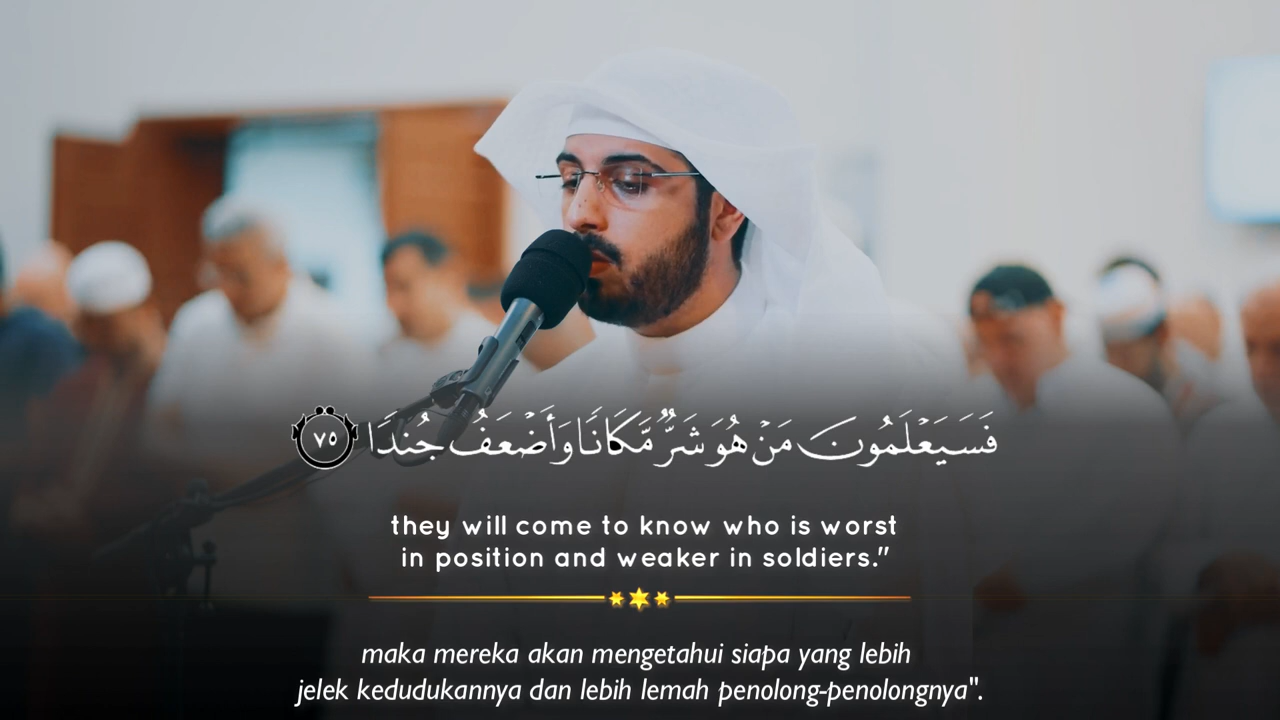 فَسَيَعْلَمُونَ مَنْ هُوَ شَرٌّ مَّكَانًا وَأَضْعَفُ جُندًا ٧٥
they will come to know who is worst
in position and weaker in soldiers."
maka mereka akan mengetahui siapa yang lebih
jelek kedudukannya dan lebih lemah penolong-penolongnya".